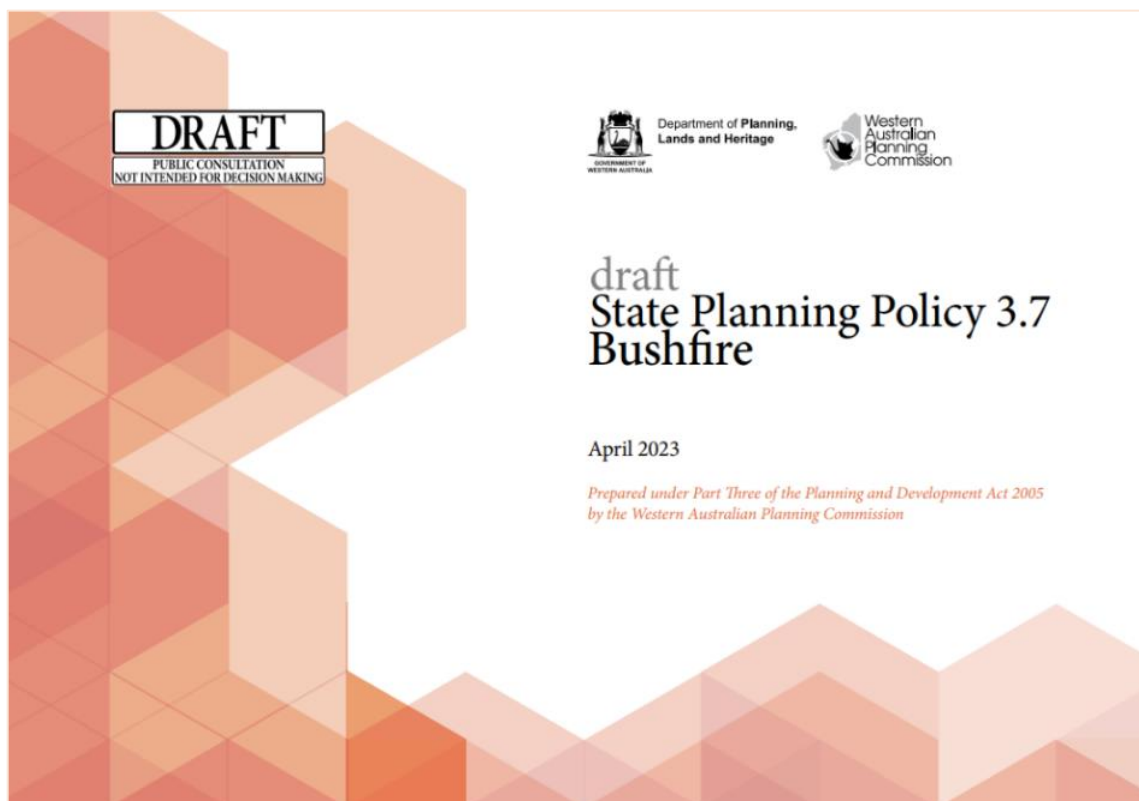 DRAFT
PUBLIC CONSULTATION
NOT INTENDED FOR DECISION MAKING
GOVERNMENT OF
WESTERN AUSTRALIA
Department of Planning,
Lands and Heritage
Western
Australian
Planning
Commission
draft
State Planning Policy 3.7
Bushfire
April 2023
Prepared under Part Three of the Planning and Development Act 2005
by the Western Australian Planning Commission